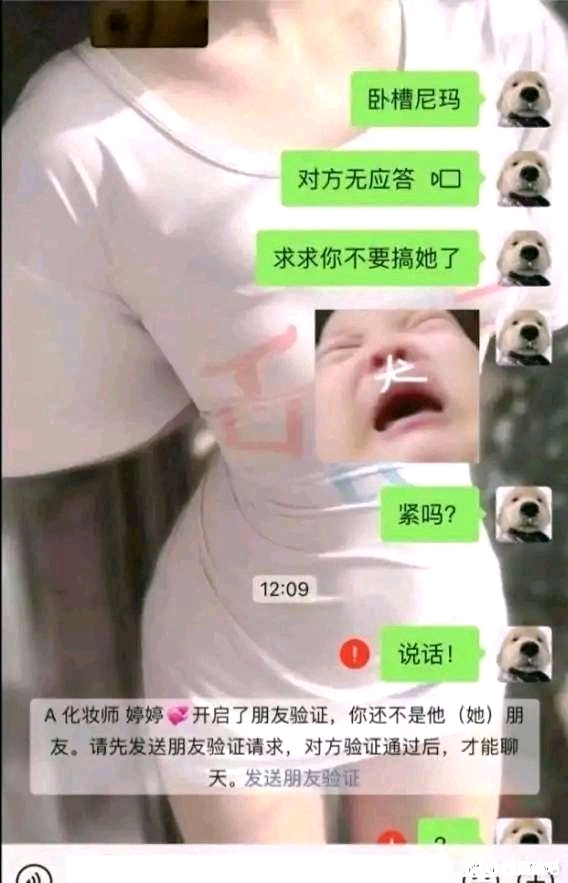 卧槽尼玛
对方无应答
求求你不要搞她了
犬
紧吗?
12:09
说话!
A 化妆师 婷婷💞开启了朋友验证，你还不是他（她）朋
友。请先发送朋友验证请求，对方验证通过后，才能聊
天。发送朋友验证
?